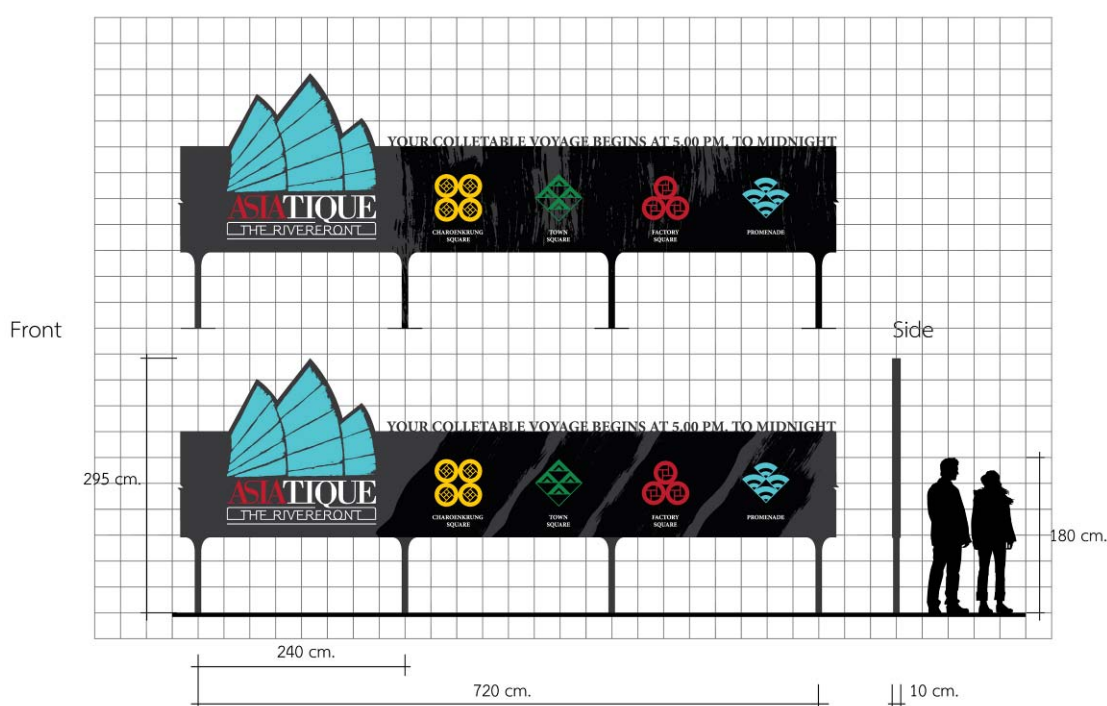 YOUR COLLETABLE VOYAGE BEGINS AT 5.00 PM. TO MIDNIGHT
ASIATIQUE
THE RIVERFRONT
CHAROENKRUNG
SQUARE
TOWN
SQUARE
FACTORY
SQUARE
PROMENADE
Front
Side
YOUR COLLETABLE VOYAGE BEGINS AT 5.00 PM. TO MIDNIGHT
295 cm.
ASIATIQUE
THE RIVERFRONT
CHAROENKRUNG
SQUARE
TOWN
SQUARE
FACTORY
SQUARE
PROMENADE
180 cm.
240 cm.
720 cm.
10 cm.